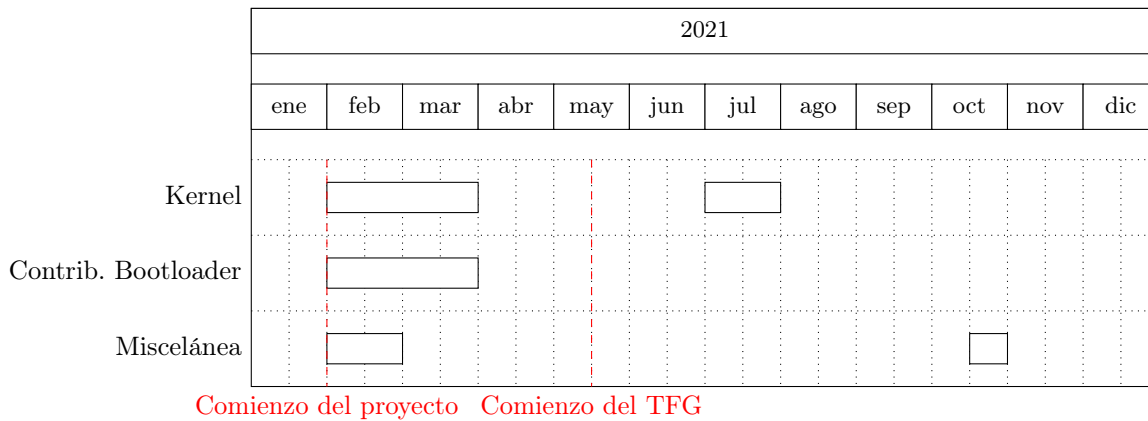 2021
ene feb mar abr may jun jul ago sep oct nov dic
Kernel
Contrib. Bootloader
Miscelánea
Comienzo del proyecto Comienzo del TFG